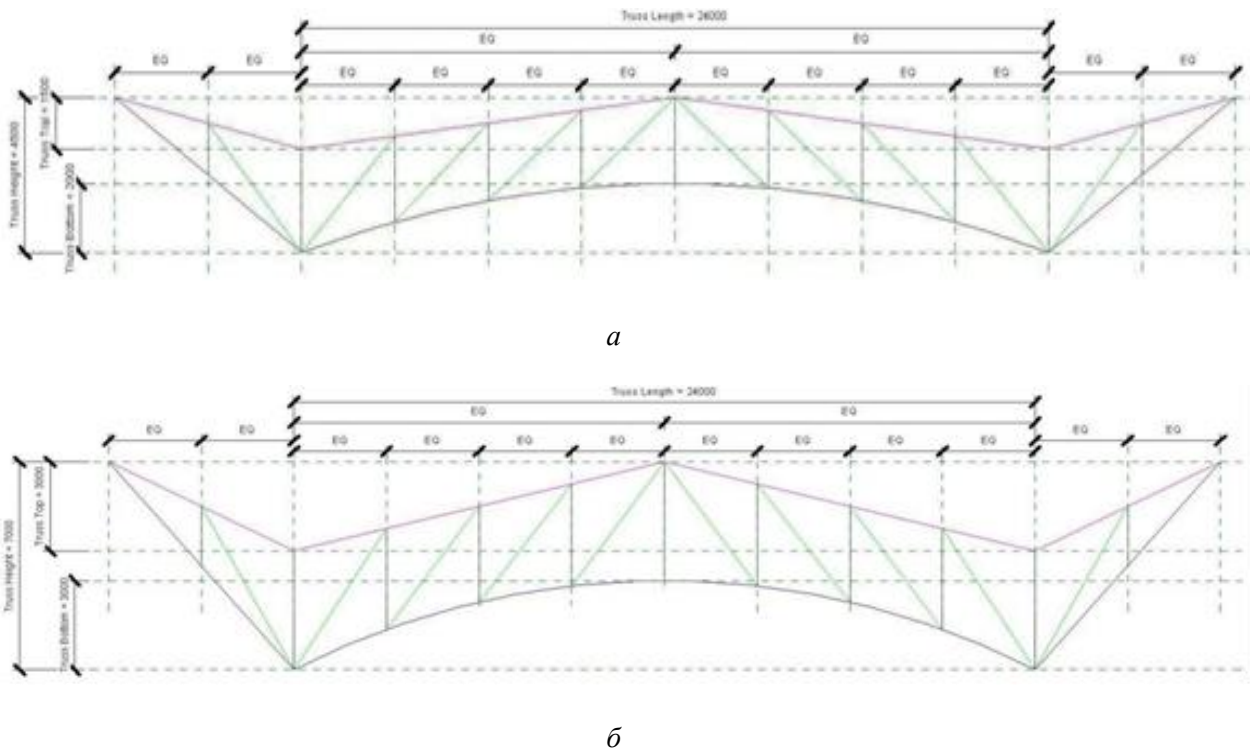 Truss Length = 24000
EQ EQ
EQ EQ EQ EQ
EQ EQ EQ EQ EQ EQ EQ EQ
Truss Height =
Truss Top = 1500
Truss Bottom = 2000
а
Truss Length = 24000
EQ EQ
EQ EQ EQ EQ
EQ EQ EQ EQ EQ EQ EQ EQ
Truss Height = 7000
Truss Top = 3000
Truss Bottom = 3000
б